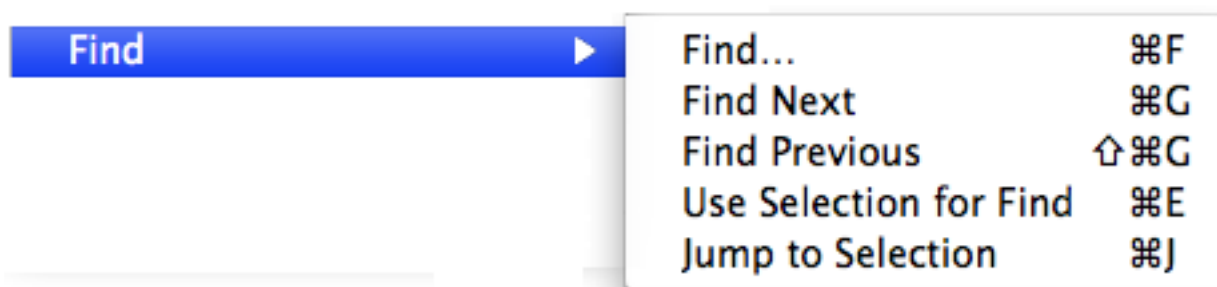 Find
Find... ⌘F
Find Next ⌘G
Find Previous ⇧⌘G
Use Selection for Find ⌘E
Jump to Selection ⌘J